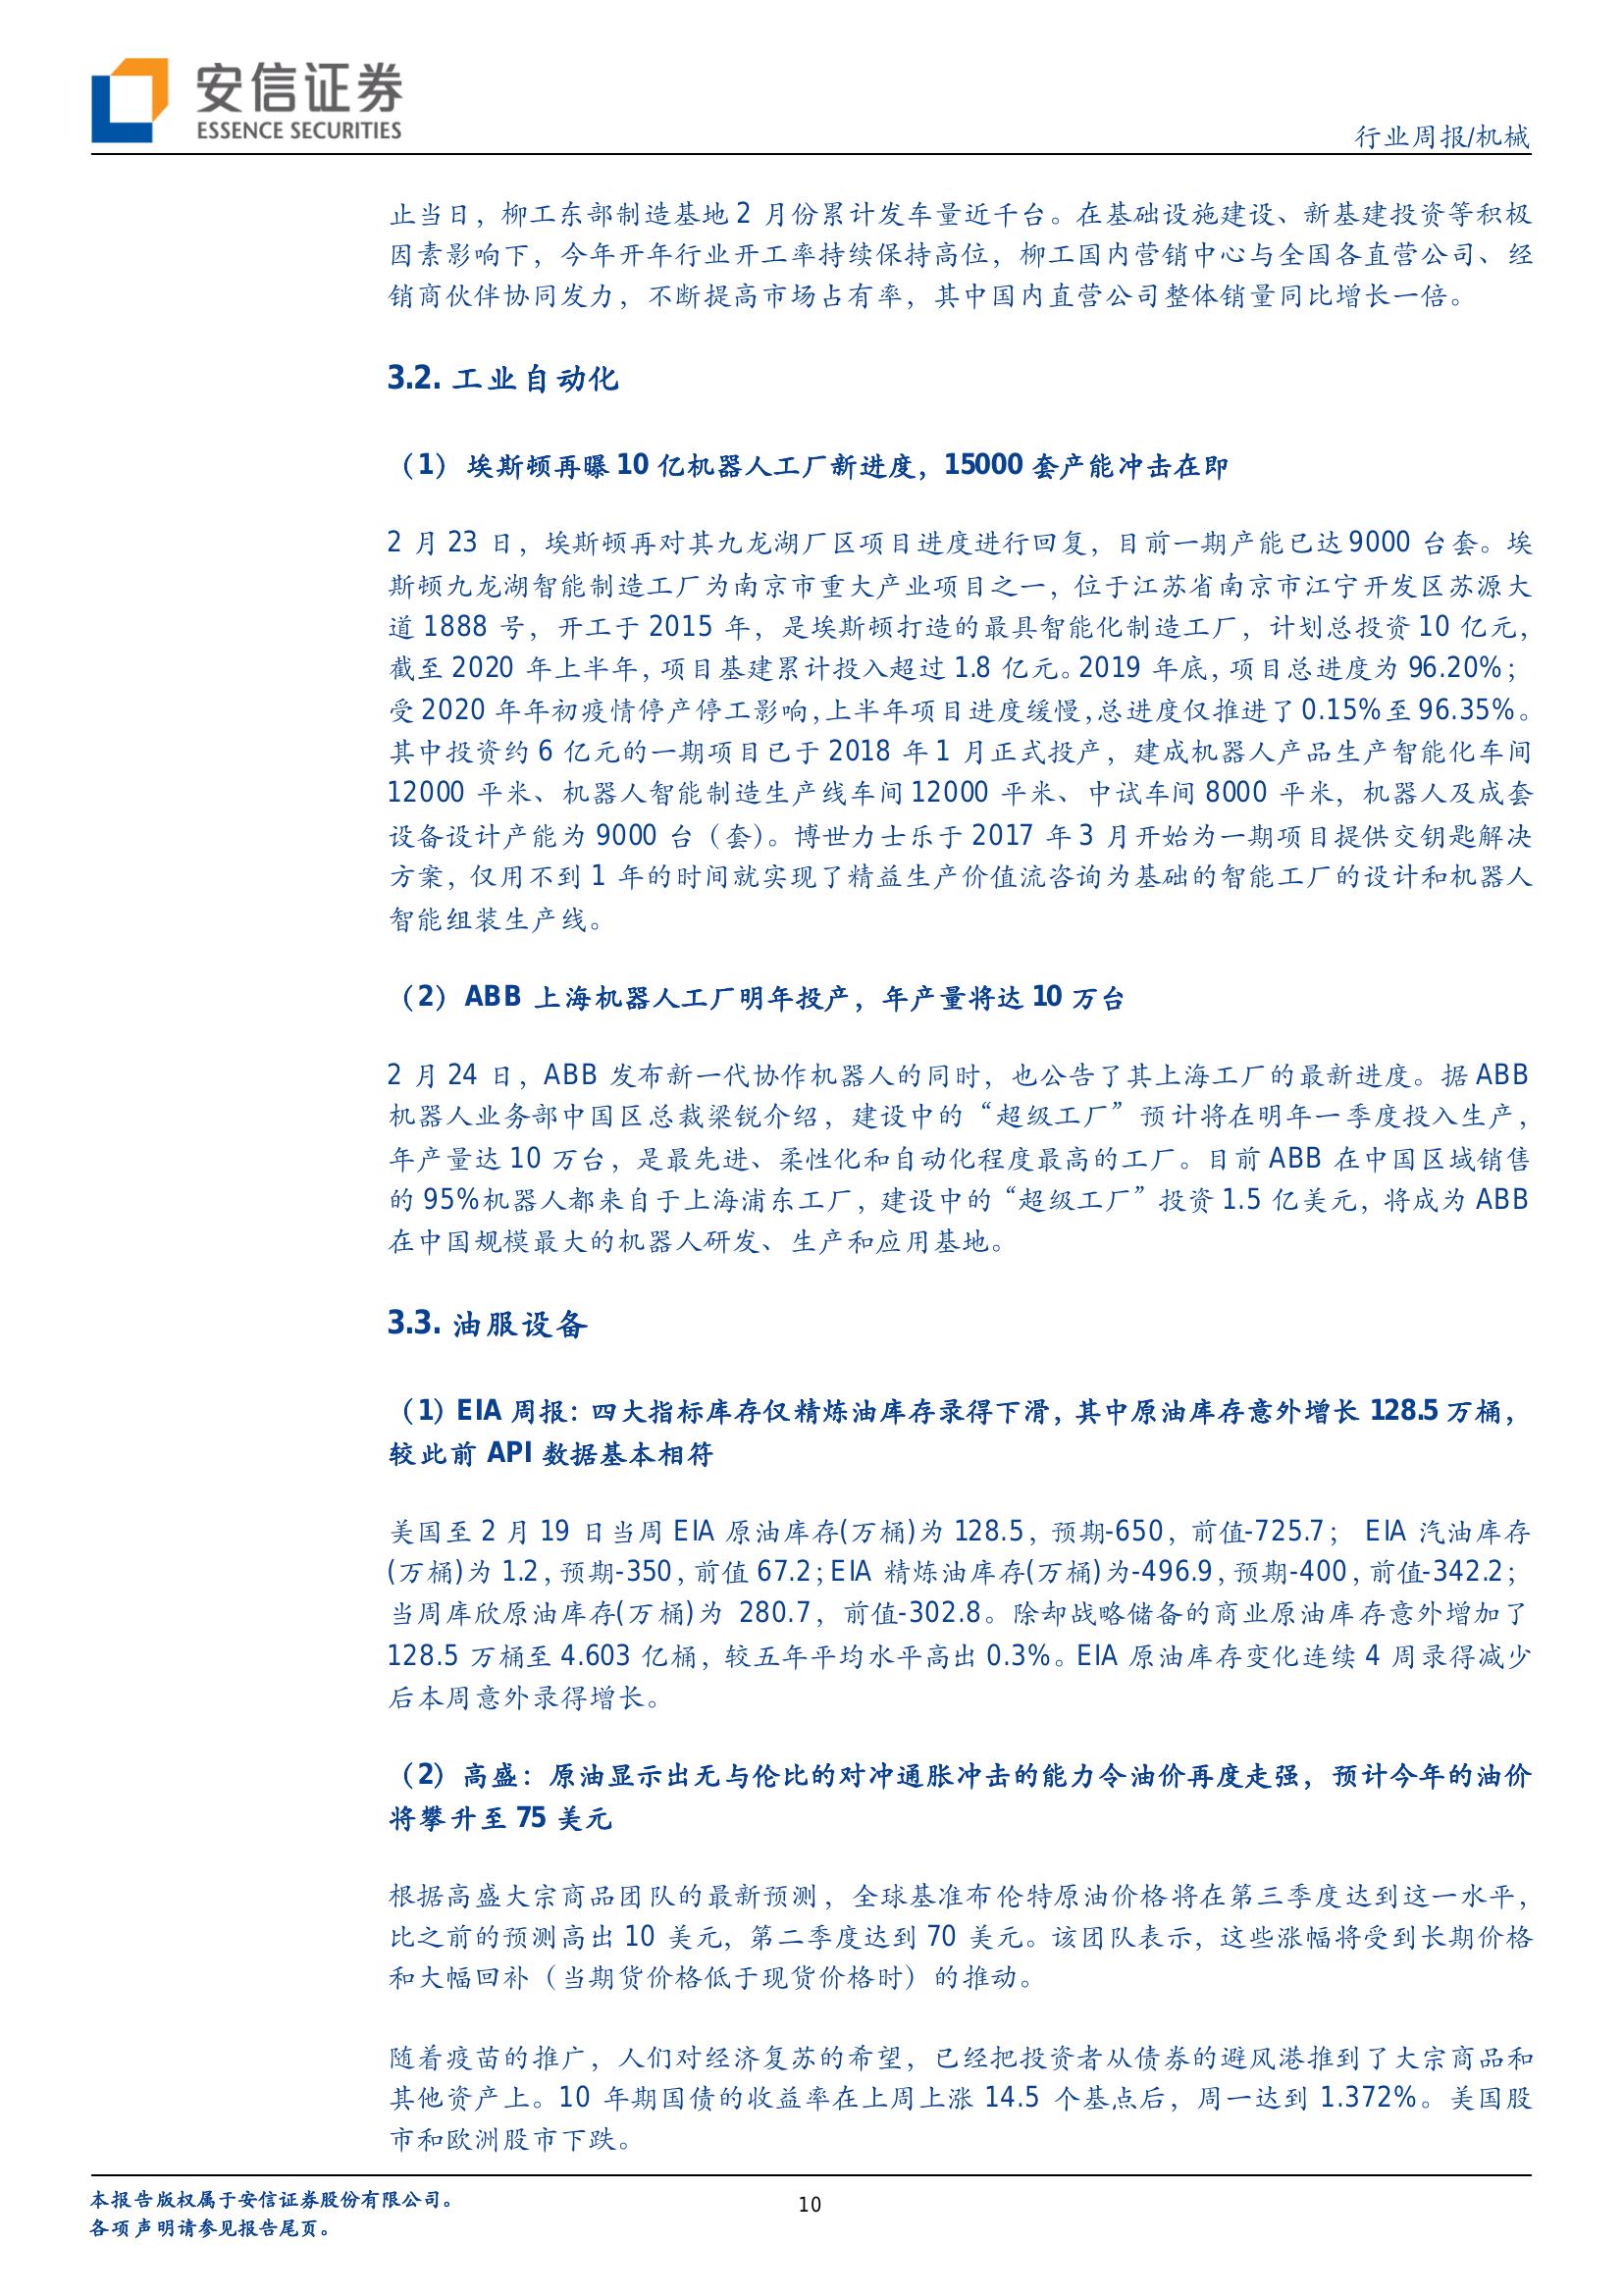 安信证券
ESSENCE SECURITIES
行业周报/机械
止当日，柳工东部制造基地 2 月份累计发车量近千台。在基础设施建设、新基建投资等积极
因素影响下，今年开年行业开工率持续保持高位，柳工国内营销中心与全国各直营公司、经
销商伙伴协同发力，不断提高市场占有率，其中国内直营公司整体销量同比增长一倍。
3.2. 工业自动化
（1） 埃斯顿再曝 10 亿机器人工厂新进度，15000 套产能冲击在即
2 月 23 日，埃斯顿再对其九龙湖厂区项目进度进行回复，目前一期产能已达 9000 台套。埃
斯顿九龙湖智能制造工厂为南京市重大产业项目之一，位于江苏省南京市江宁开发区苏源大
道 1888 号，开工于 2015 年，是埃斯顿打造的最具智能化制造工厂，计划总投资 10 亿元，
截至 2020 年上半年，项目基建累计投入超过 1.8 亿元。2019 年底，项目总进度为 96.20%；
受 2020 年年初疫情停产停工影响，上半年项目进度缓慢，总进度仅推进了 0.15%至 96.35%。
其中投资约 6 亿元的一期项目已于 2018 年 1 月正式投产，建成机器人产品生产智能化车间
12000 平米、机器人智能制造生产线车间 12000 平米、中试车间 8000 平米，机器人及成套
设备设计产能为 9000 台（套）。博世力士乐于 2017 年 3 月开始为一期项目提供交钥匙解决
方案，仅用不到 1 年的时间就实现了精益生产价值流咨询为基础的智能工厂的设计和机器人
智能组装生产线。
（2） ABB 上海机器人工厂明年投产，年产量将达 10 万台
2 月 24 日，ABB 发布新一代协作机器人的同时，也公告了其上海工厂的最新进度。据 ABB
机器人业务部中国区总裁梁锐介绍，建设中的“超级工厂”预计将在明年一季度投入生产，
年产量达 10 万台，是最先进、柔性化和自动化程度最高的工厂。目前 ABB 在中国区域销售
的 95%机器人都来自于上海浦东工厂，建设中的“超级工厂”投资 1.5 亿美元，将成为 ABB
在中国规模最大的机器人研发、生产和应用基地。
3.3. 油服设备
（1）EIA 周报：四大指标库存仅精炼油库存录得下滑，其中原油库存意外增长 128.5 万桶，
较此前 API 数据基本相符
美国至 2 月 19 日当周 EIA 原油库存(万桶)为 128.5，预期-650，前值-725.7； EIA 汽油库存
(万桶)为 1.2，预期-350，前值 67.2；EIA 精炼油库存(万桶)为-496.9，预期-400，前值-342.2；
当周库欣原油库存(万桶)为 280.7，前值-302.8。除却战略储备的商业原油库存意外增加了
128.5 万桶至 4.603 亿桶，较五年平均水平高出 0.3%。EIA 原油库存变化连续 4 周录得减少
后本周意外录得增长。
（2）高盛：原油显示出无与伦比的对冲通胀冲击的能力令油价再度走强，预计今年的油价
将攀升至 75 美元
根据高盛大宗商品团队的最新预测，全球基准布伦特原油价格将在第三季度达到这一水平，
比之前的预测高出 10 美元，第二季度达到 70 美元。该团队表示，这些涨幅将受到长期价格
和大幅回补（当期货价格低于现货价格时）的推动。
随着疫苗的推广，人们对经济复苏的希望，已经把投资者从债券的避风港推到了大宗商品和
其他资产上。10 年期国债的收益率在上周上涨 14.5 个基点后，周一达到 1.372%。美国股
市和欧洲股市下跌。
本报告版权属于安信证券股份有限公司。
各项声明请参见报告尾页。
10